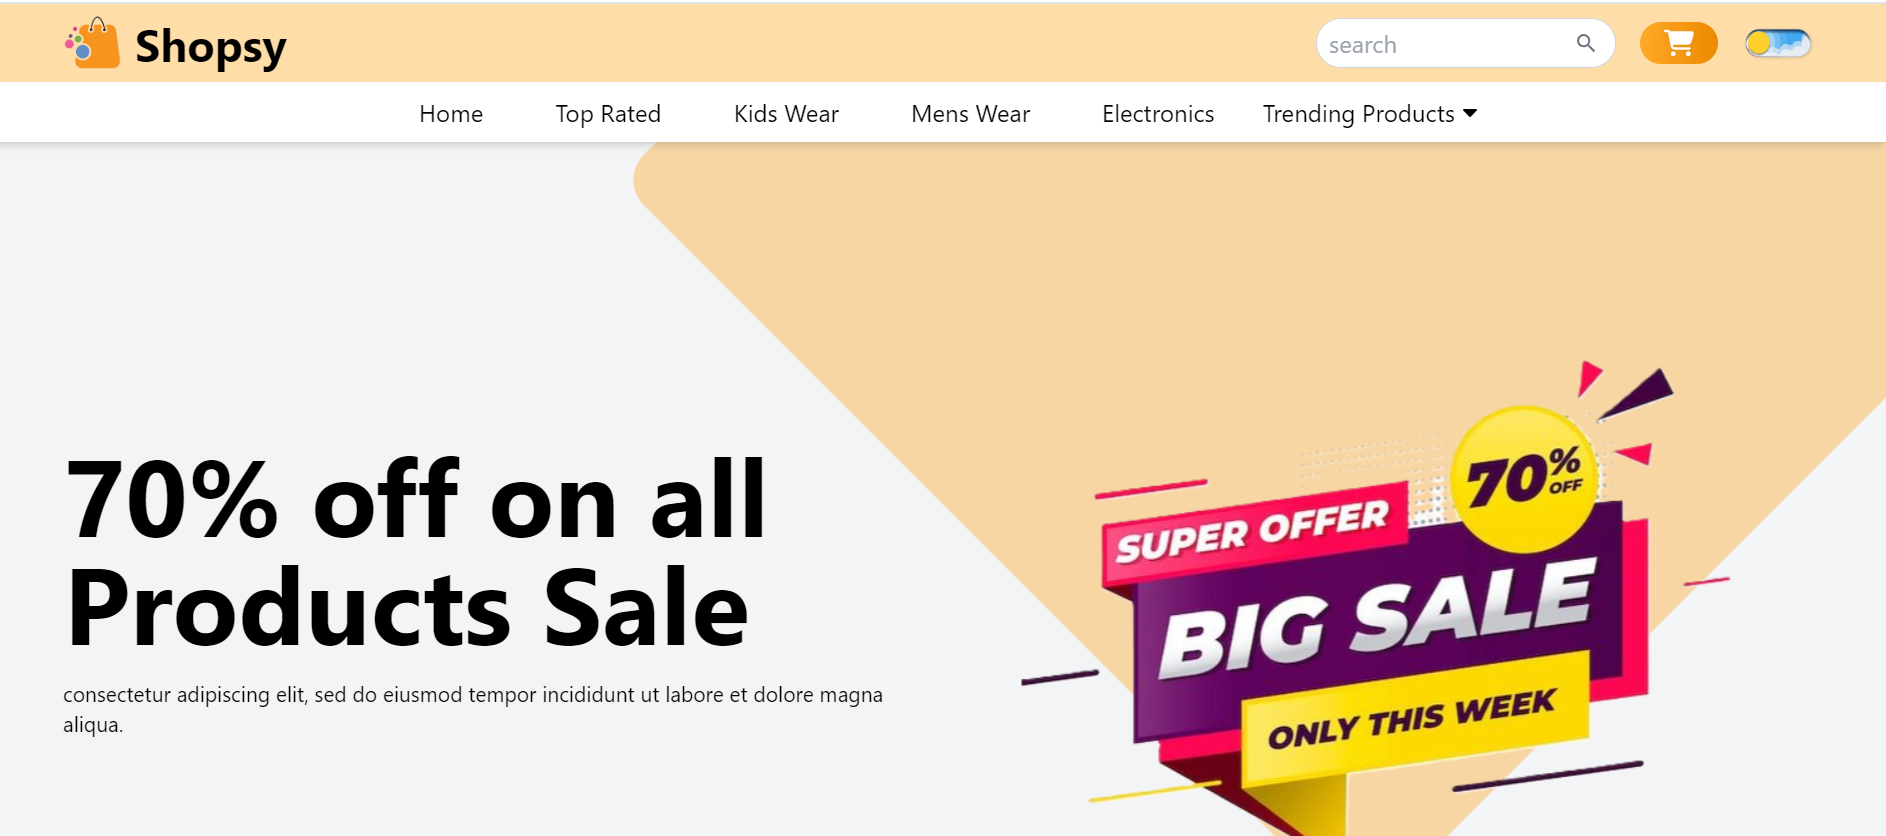 Shopsy
search
Home Top Rated Kids Wear Mens Wear Electronics Trending Products
70% off on all
Products Sale
consectetur adipiscing elit, sed do eiusmod tempor incididunt ut labore et dolore magna
aliqua.
70%
OFF
SUPER OFFER
BIG SALE
ONLY THIS WEEK